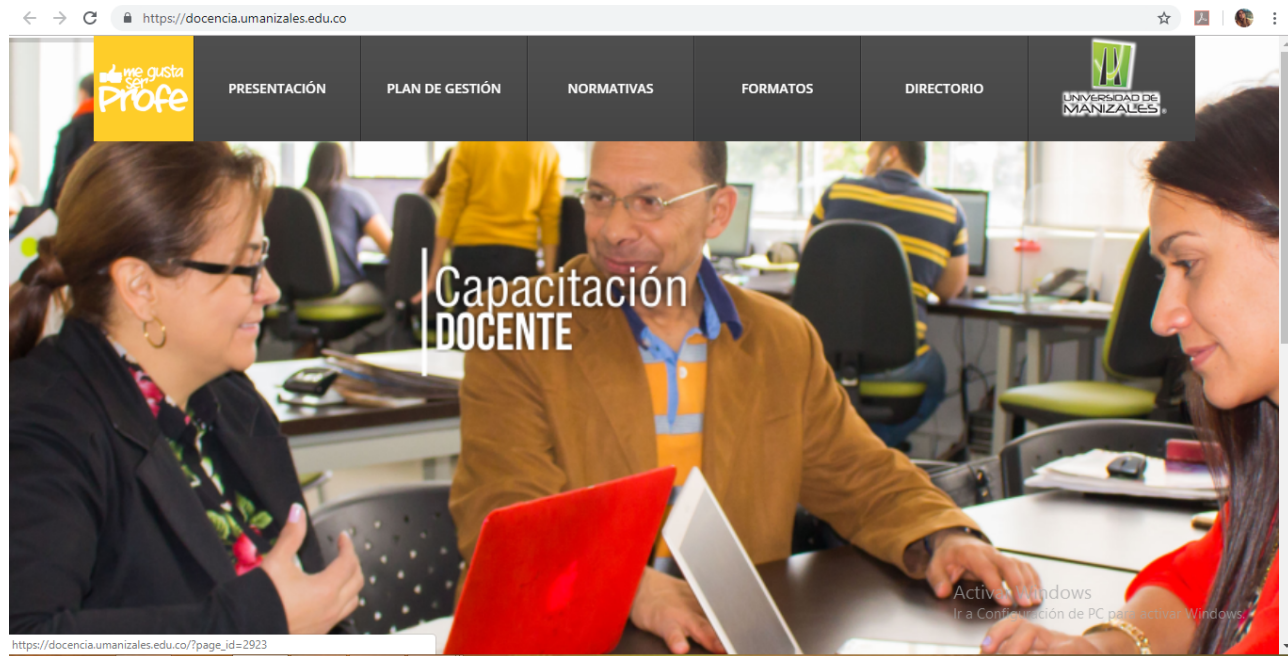 https://docencia.umanizales.edu.co
me gusta
ser
Profe
PRESENTACIÓN
PLAN DE GESTIÓN
NORMATIVAS
FORMATOS
DIRECTORIO
UNIVERSIDAD DE
MANIZALES
Capacitación
DOCENTE
Activar Windows
Ir a Configuración de PC para activar Windows.
https://docencia.umanizales.edu.co/?page_id=2923